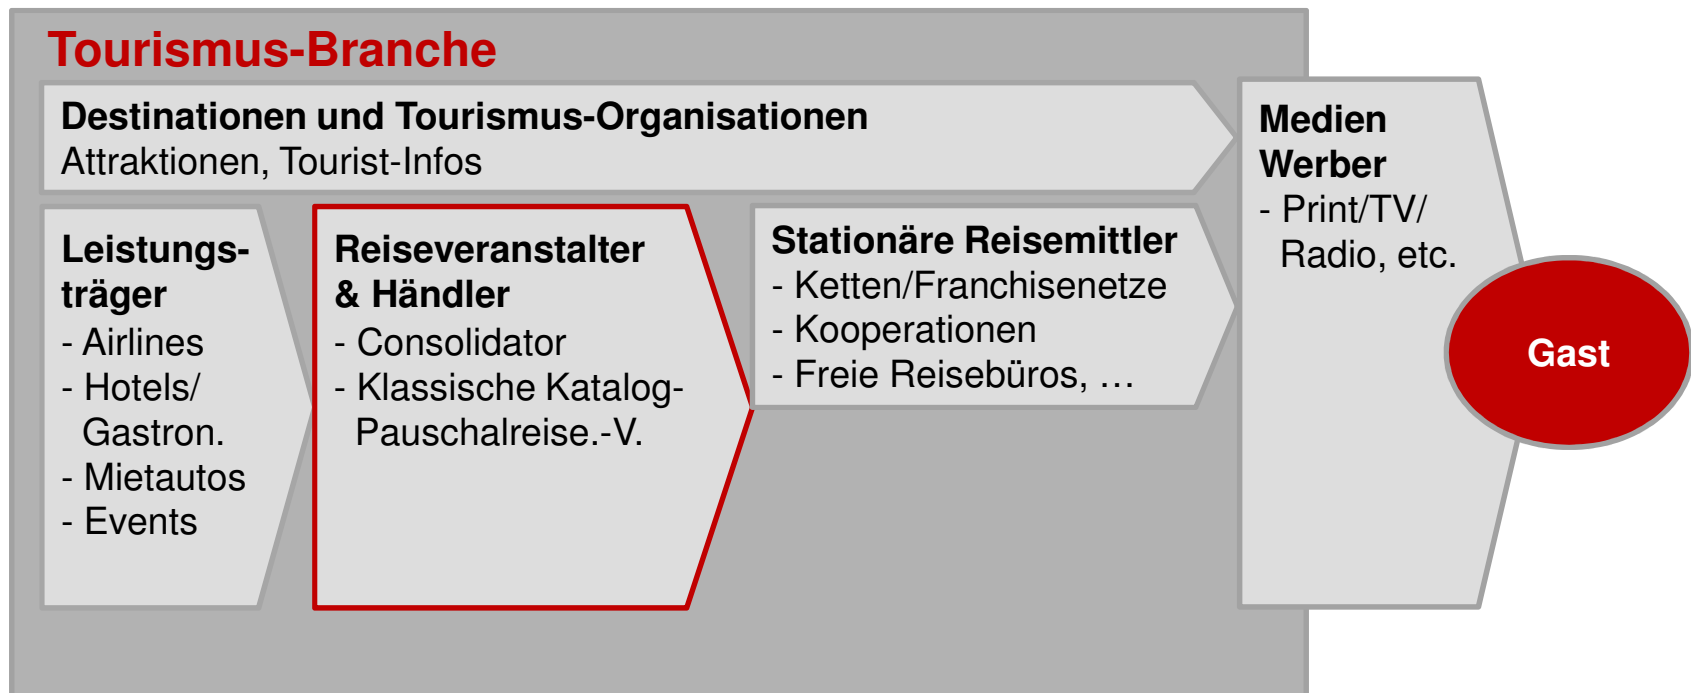 Tourismus-Branche
Destinationen und Tourismus-Organisationen
Attraktionen, Tourist-Infos
Leistungs-
träger
- Airlines
- Hotels/
Gastron.
- Mietautos
- Events
Reiseveranstalter
& Händler
- Consolidator
- Klassische Katalog-
Pauschalreise.-V.
Stationäre Reisemittler
- Ketten/Franchisenetze
- Kooperationen
- Freie Reisebüros, …
Medien
Werber
- Print/TV/
Radio, etc.
Gast